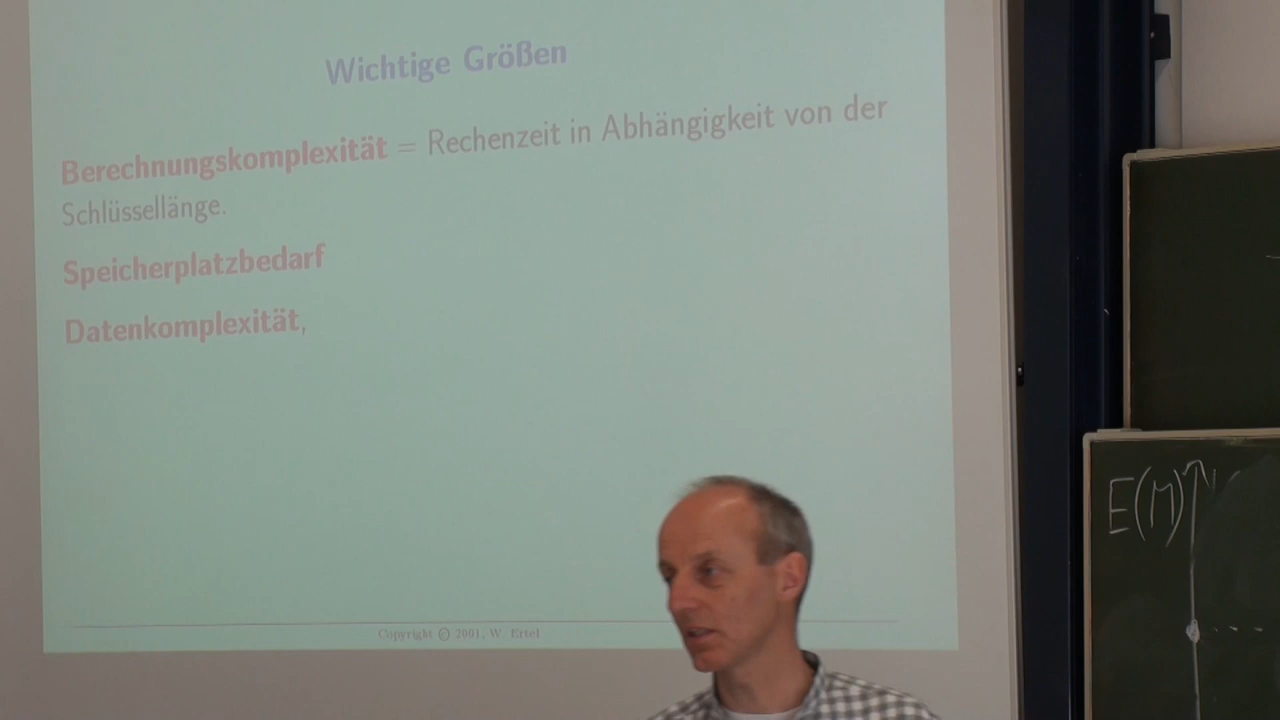 Wichtige Größen
Berechnungskomplexität = Rechenzeit in Abhängigkeit von der
Schlüssellänge.
Speicherplatzbedarf
Datenkomplexität,
Copyright © 2001, W. Ertel
E(M)